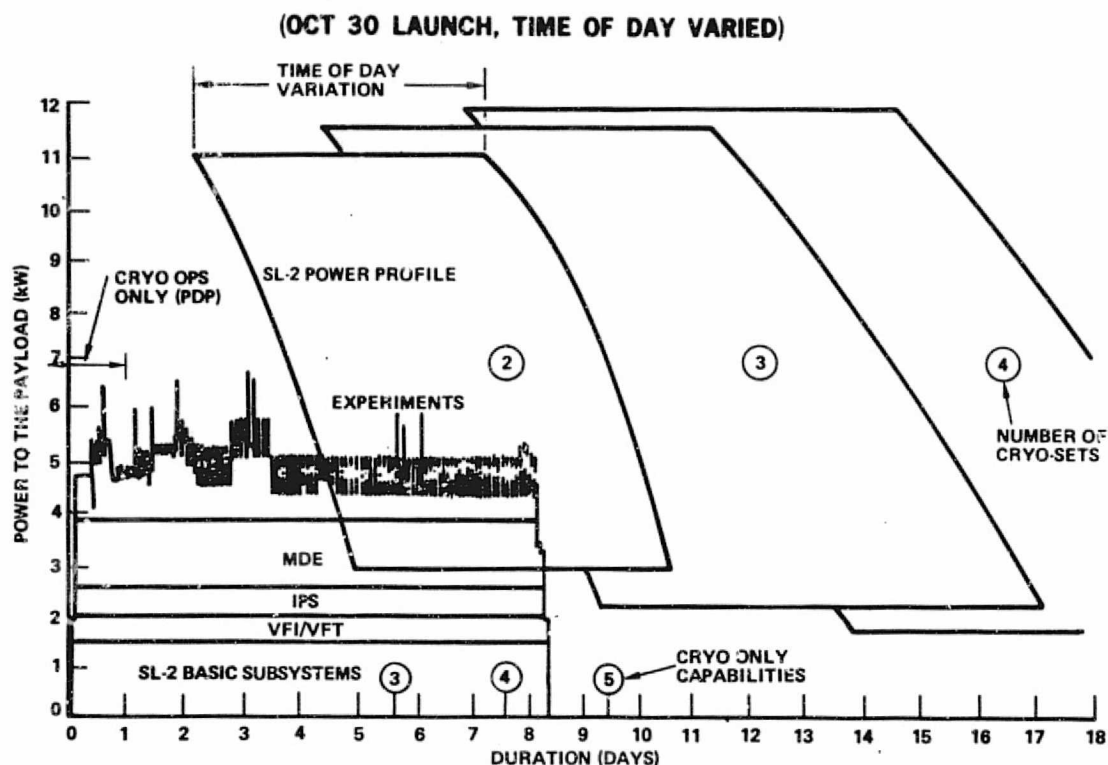 (OCT 30 LAUNCH, TIME OF DAY VARIED)
TIME OF DAY
VARIATION
12
11
10
9
8
7
6
5
4
3
2
1
0
POWER TO THE PAYLOAD (kW)
CRYO OPS
ONLY (PDP)
SL-2 POWER PROFILE
EXPERIMENTS
2
3
4
NUMBER OF
CRYO-SETS
MDE
IPS
VFI/VFT
SL-2 BASIC SUBSYSTEMS
3
4
5
CRYO ONLY
CAPABILITIES
0 1 2 3 4 5 6 7 8 9 10 11 12 13 14 15 16 17 18
DURATION (DAYS)